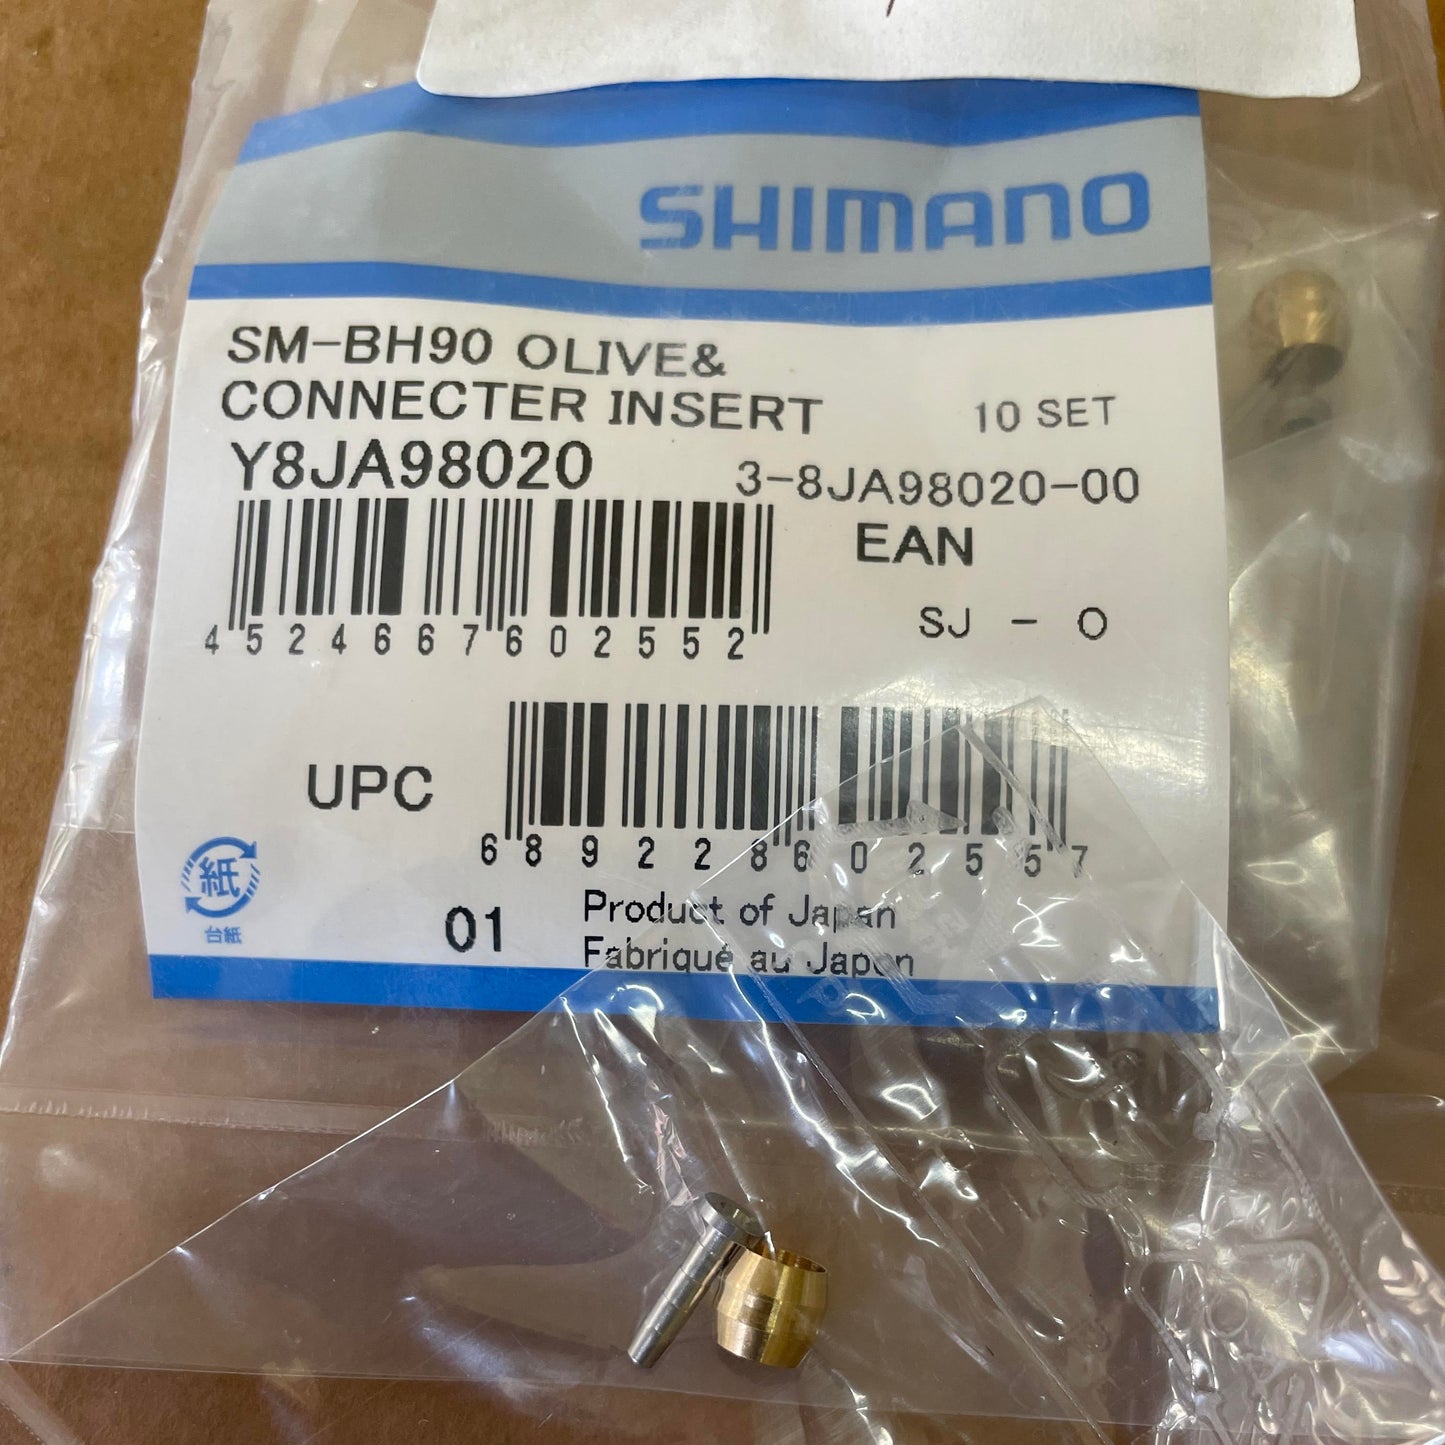 SHIMANO
SM-BH90 OLIVE&
CONNECTER INSERT 10 SET
Y8JA98020 3-8JA98020-00
EAN
4524667602552 SJ - O
UPC
689228602557
紙
台紙
01 Product of Japan
Fabriqué au Japon